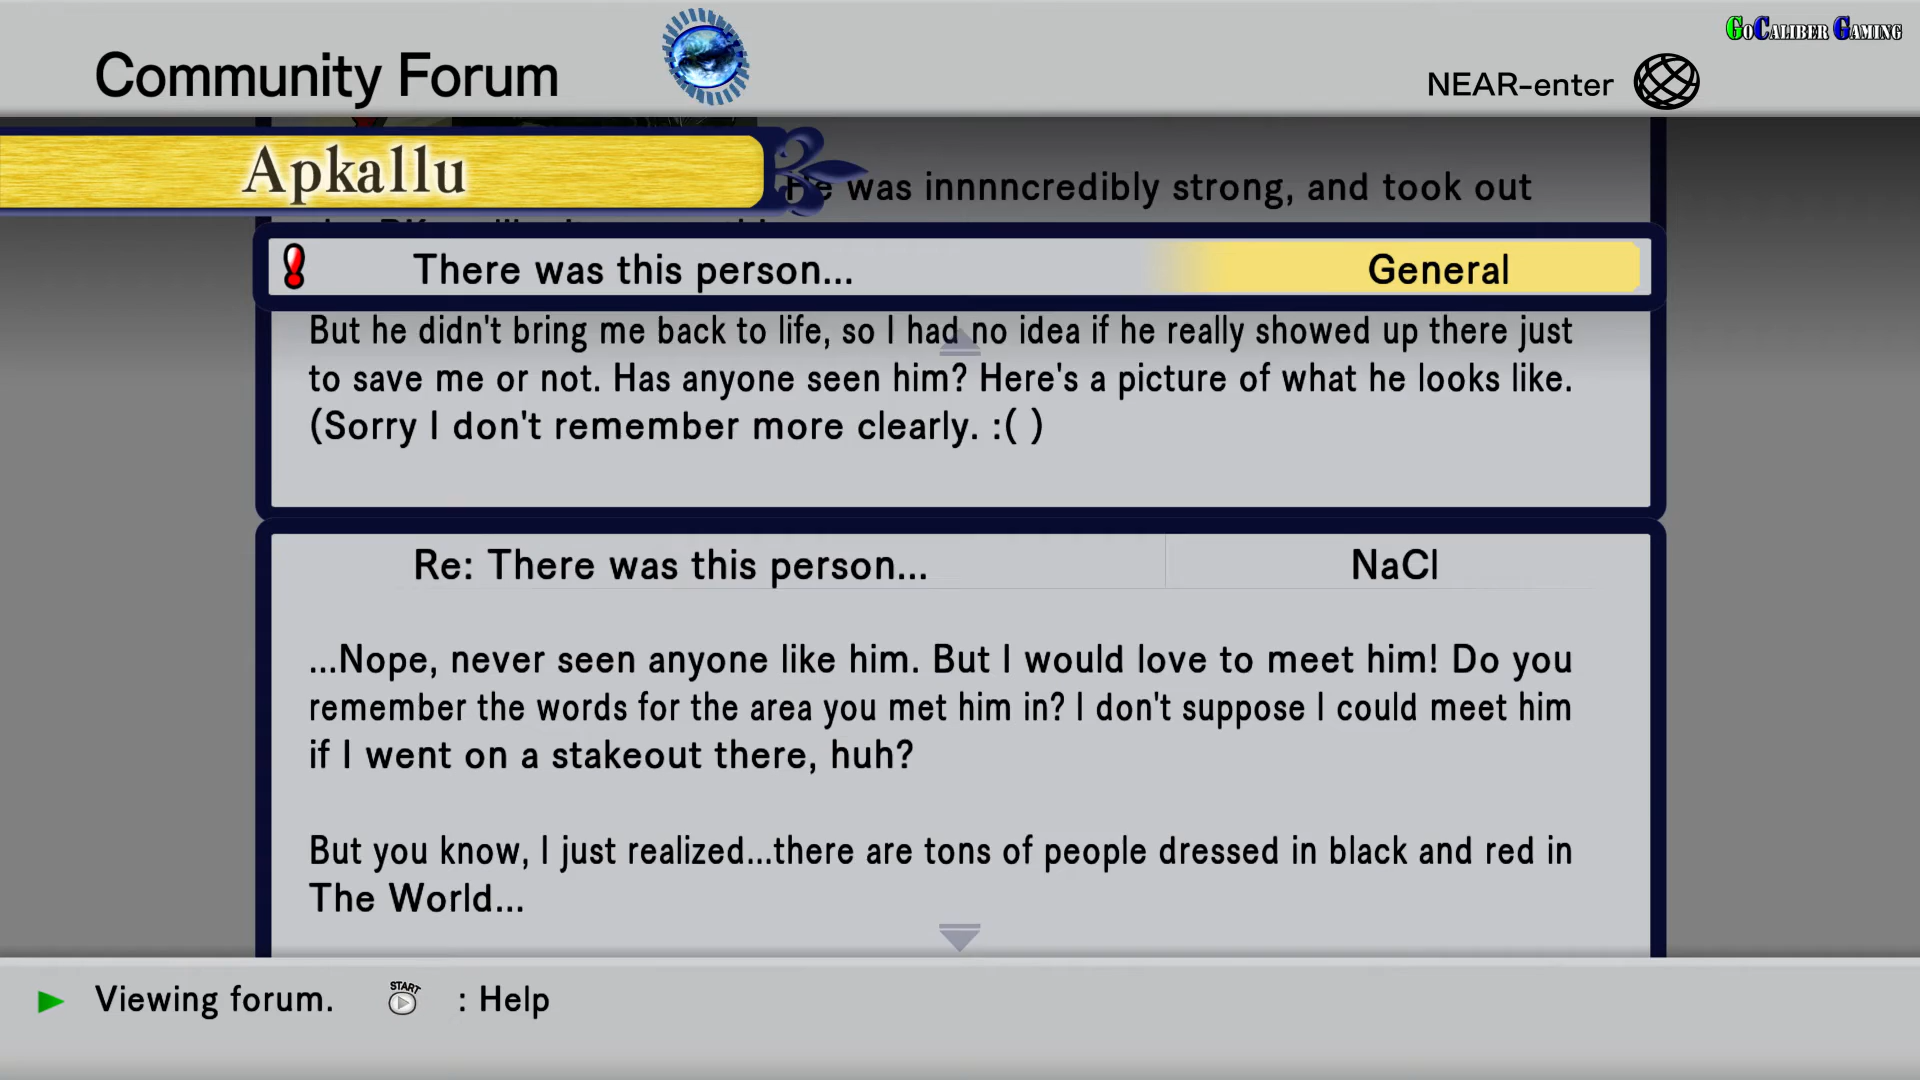 GoCaliber Gaming
Community Forum
NEAR-enter
Apkallu
He was innnncredibly strong, and took out
There was this person...
General
But he didn't bring me back to life, so I had no idea if he really showed up there just
to save me or not. Has anyone seen him? Here's a picture of what he looks like.
(Sorry I don't remember more clearly. :( )
Re: There was this person...
NaCl
...Nope, never seen anyone like him. But I would love to meet him! Do you
remember the words for the area you met him in? I don't suppose I could meet him
if I went on a stakeout there, huh?
But you know, I just realized...there are tons of people dressed in black and red in
The World...
Viewing forum.
START
: Help